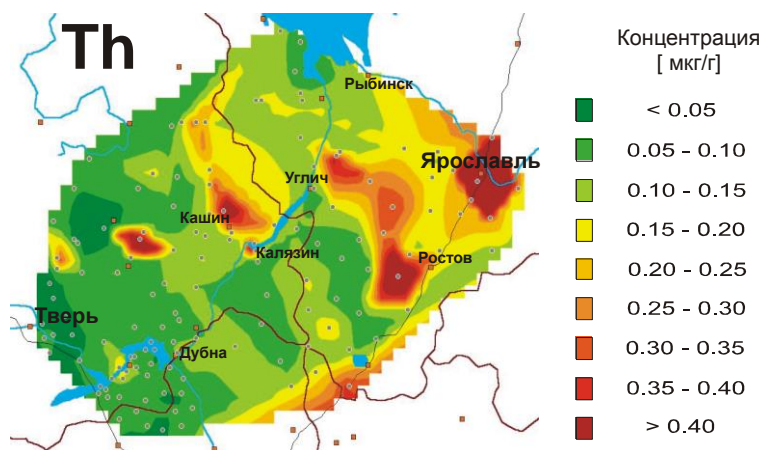 Th
Рыбинск
Ярославль
Углич
Кашин
Калязин
Ростов
Тверь
Дубна
Концентрация
[ мкг/г]
< 0.05
0.05 - 0.10
0.10 - 0.15
0.15 - 0.20
0.20 - 0.25
0.25 - 0.30
0.30 - 0.35
0.35 - 0.40
> 0.40